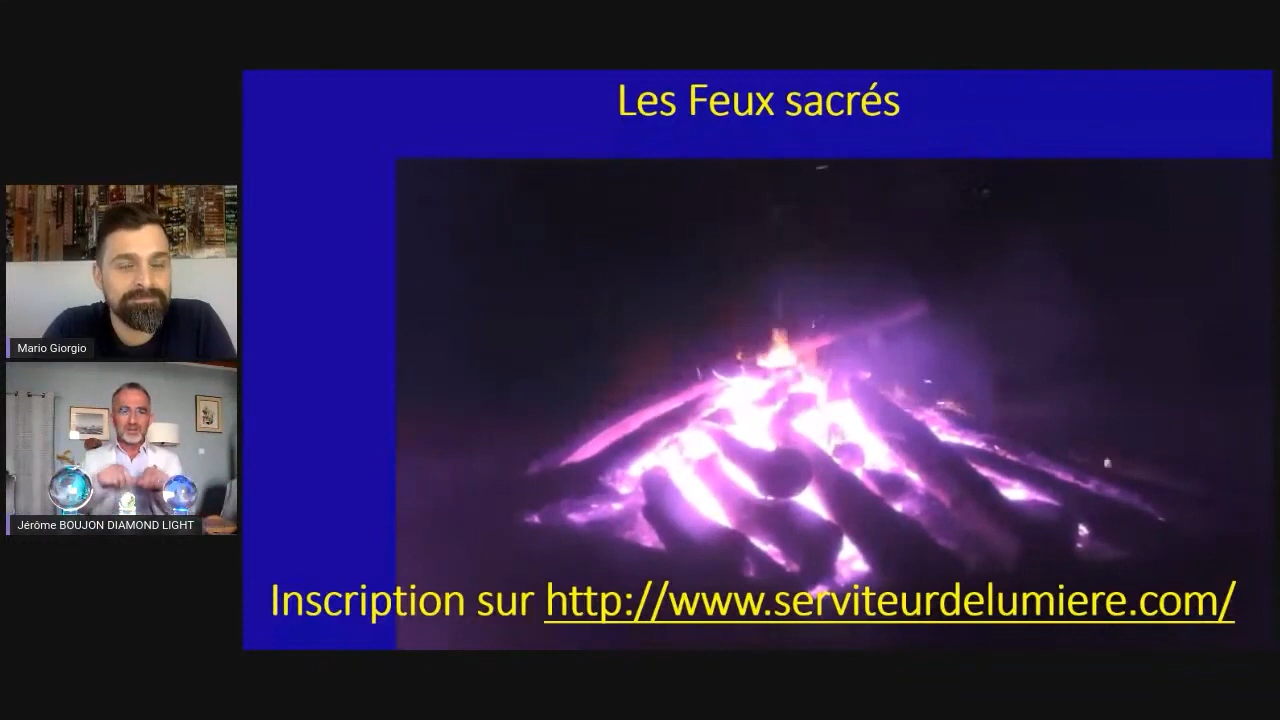 Les Feux sacrés
Mario Giorgio
Jérôme BOUJON DIAMOND LIGHT
Inscription sur http://www.serviteurdelumiere.com/